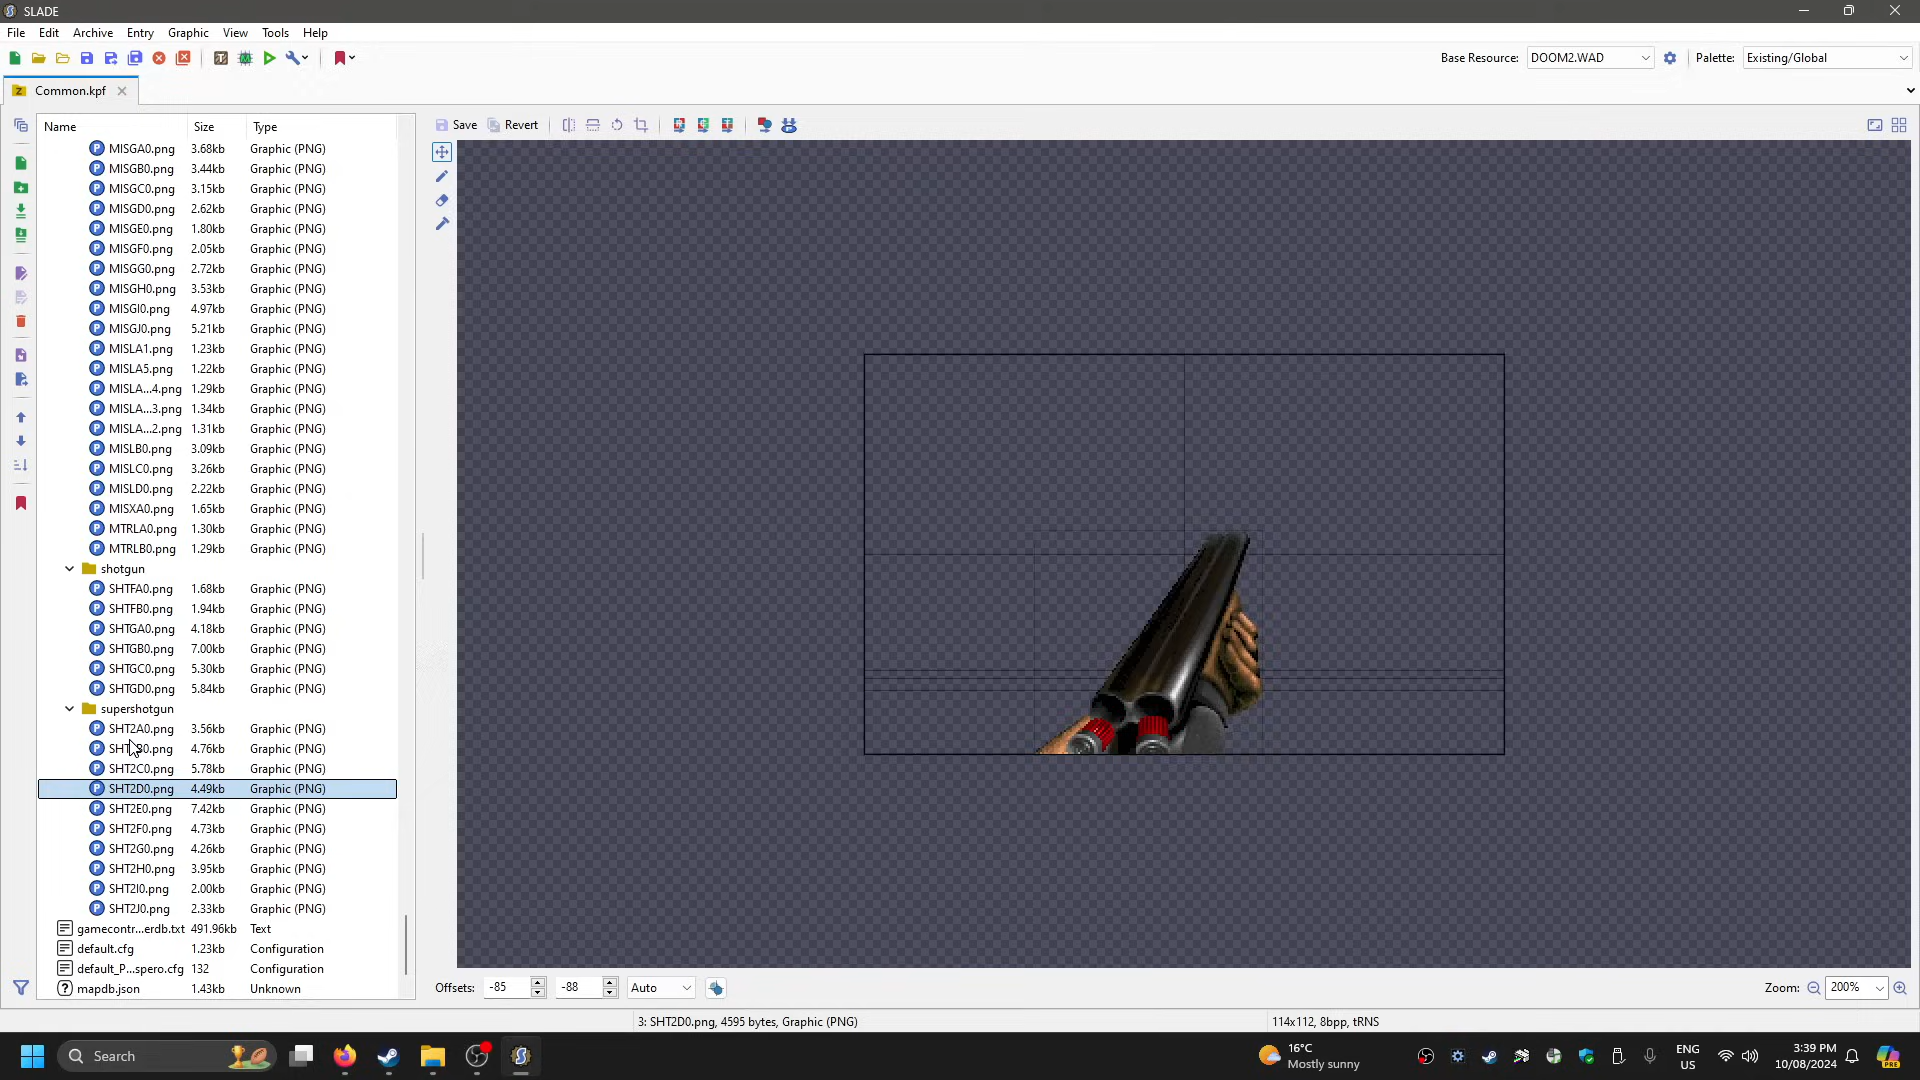 SLADE
File Edit Archive Entry Graphic View Tools Help
Base Resource: DOOM2.WAD Palette: Existing/Global
Common.kpf
Name Size Type
Save Revert
MISGA0.png 3.68kb Graphic (PNG)
MISGB0.png 3.44kb Graphic (PNG)
MISGC0.png 3.15kb Graphic (PNG)
MISGD0.png 2.62kb Graphic (PNG)
MISGE0.png 1.80kb Graphic (PNG)
MISGF0.png 2.05kb Graphic (PNG)
MISGG0.png 2.72kb Graphic (PNG)
MISGH0.png 3.53kb Graphic (PNG)
MISGI0.png 4.97kb Graphic (PNG)
MISGJ0.png 5.21kb Graphic (PNG)
MISLA1.png 1.23kb Graphic (PNG)
MISLA5.png 1.22kb Graphic (PNG)
MISLA...4.png 1.29kb Graphic (PNG)
MISLA...3.png 1.34kb Graphic (PNG)
MISLA...2.png 1.31kb Graphic (PNG)
MISLB0.png 3.09kb Graphic (PNG)
MISLC0.png 3.26kb Graphic (PNG)
MISLD0.png 2.22kb Graphic (PNG)
MISXA0.png 1.65kb Graphic (PNG)
MTRLA0.png 1.30kb Graphic (PNG)
MTRLB0.png 1.29kb Graphic (PNG)
shotgun
SHTFA0.png 1.68kb Graphic (PNG)
SHTFB0.png 1.94kb Graphic (PNG)
SHTGA0.png 4.18kb Graphic (PNG)
SHTGB0.png 7.00kb Graphic (PNG)
SHTGC0.png 5.30kb Graphic (PNG)
SHTGD0.png 5.84kb Graphic (PNG)
supershotgun
SHT2A0.png 3.56kb Graphic (PNG)
SHT2B0.png 4.76kb Graphic (PNG)
SHT2C0.png 5.78kb Graphic (PNG)
SHT2D0.png 4.49kb Graphic (PNG)
SHT2E0.png 7.42kb Graphic (PNG)
SHT2F0.png 4.73kb Graphic (PNG)
SHT2G0.png 4.26kb Graphic (PNG)
SHT2H0.png 3.95kb Graphic (PNG)
SHT2I0.png 2.00kb Graphic (PNG)
SHT2J0.png 2.33kb Graphic (PNG)
gamecontr...erdb.txt 491.96kb Text
default.cfg 1.23kb Configuration
default_P...spero.cfg 132 Configuration
mapdb.json 1.43kb Unknown
Offsets: -85 -88 Auto Zoom: 200%
3: SHT2D0.png, 4595 bytes, Graphic (PNG) 114x112, 8bpp, tRNS
Search
16°C
Mostly sunny
ENG
US
3:39 PM
10/08/2024
PRE